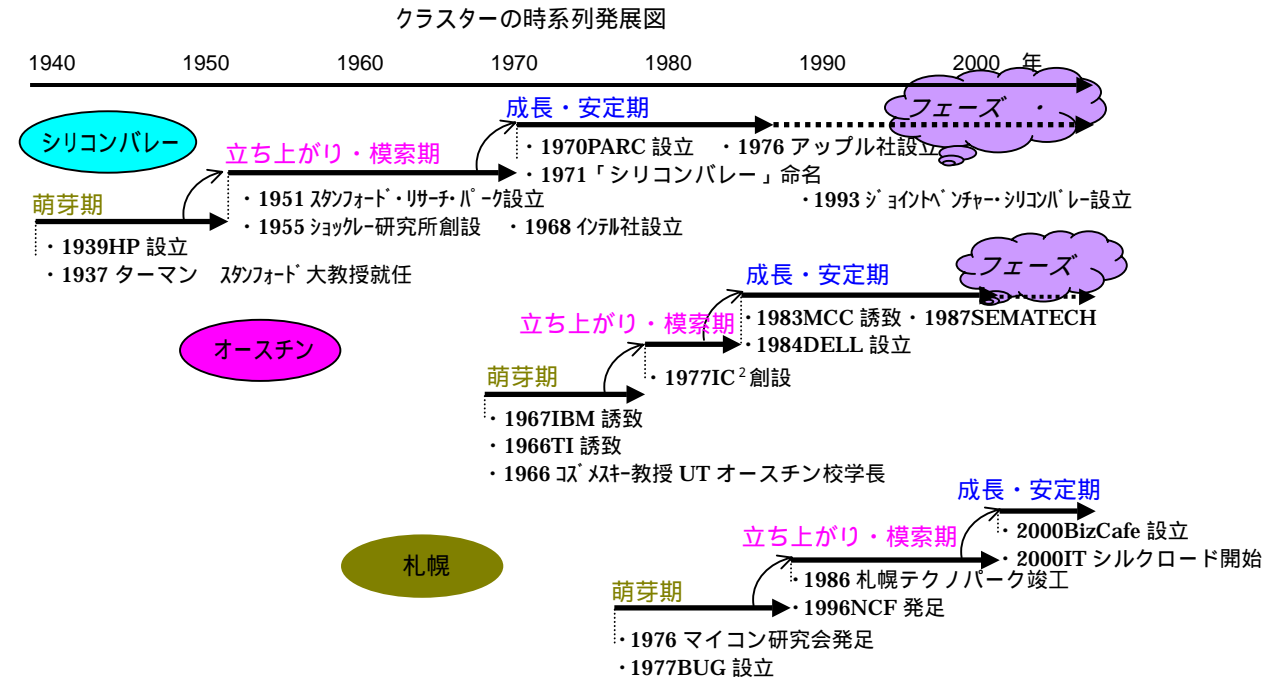 クラスターの時系列発展図
1940 1950 1960 1970 1980 1990 2000 年
シリコンバレー
成長・安定期
フェーズ ・
・1970PARC 設立 ・1976 アップル社設立
立ち上がり・模索期
・1971「シリコンバレー」命名
・1951 スタンフォード・リサーチ・パーク設立
・1993 ジョイントベンチャー・シリコンバレー設立
萌芽期
・1955 ショックレー研究所創設 ・1968 インテル社設立
・1939HP 設立
・1937 ターマン スタンフォード大教授就任
オースチン
成長・安定期
フェーズ
立ち上がり・模索期
・1983MCC 誘致・1987SEMATECH
・1984DELL 設立
萌芽期
・1977IC² 創設
・1967IBM 誘致
・1966TI 誘致
・1966 コズメスキー教授 UT オースチン校学長
札幌
成長・安定期
立ち上がり・模索期
・2000BizCafe 設立
・2000IT シルクロード開始
萌芽期
・1986 札幌テクノパーク竣工
・1996NCF 発足
・1976 マイコン研究会発足
・1977BUG 設立